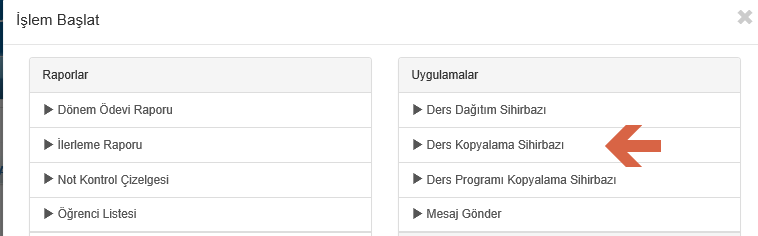 İşlem Başlat
Raporlar
Dönem Ödevi Raporu
İlerleme Raporu
Not Kontrol Çizelgesi
Öğrenci Listesi
Uygulamalar
Ders Dağıtım Sihirbazı
Ders Kopyalama Sihirbazı
Ders Programı Kopyalama Sihirbazı
Mesaj Gönder